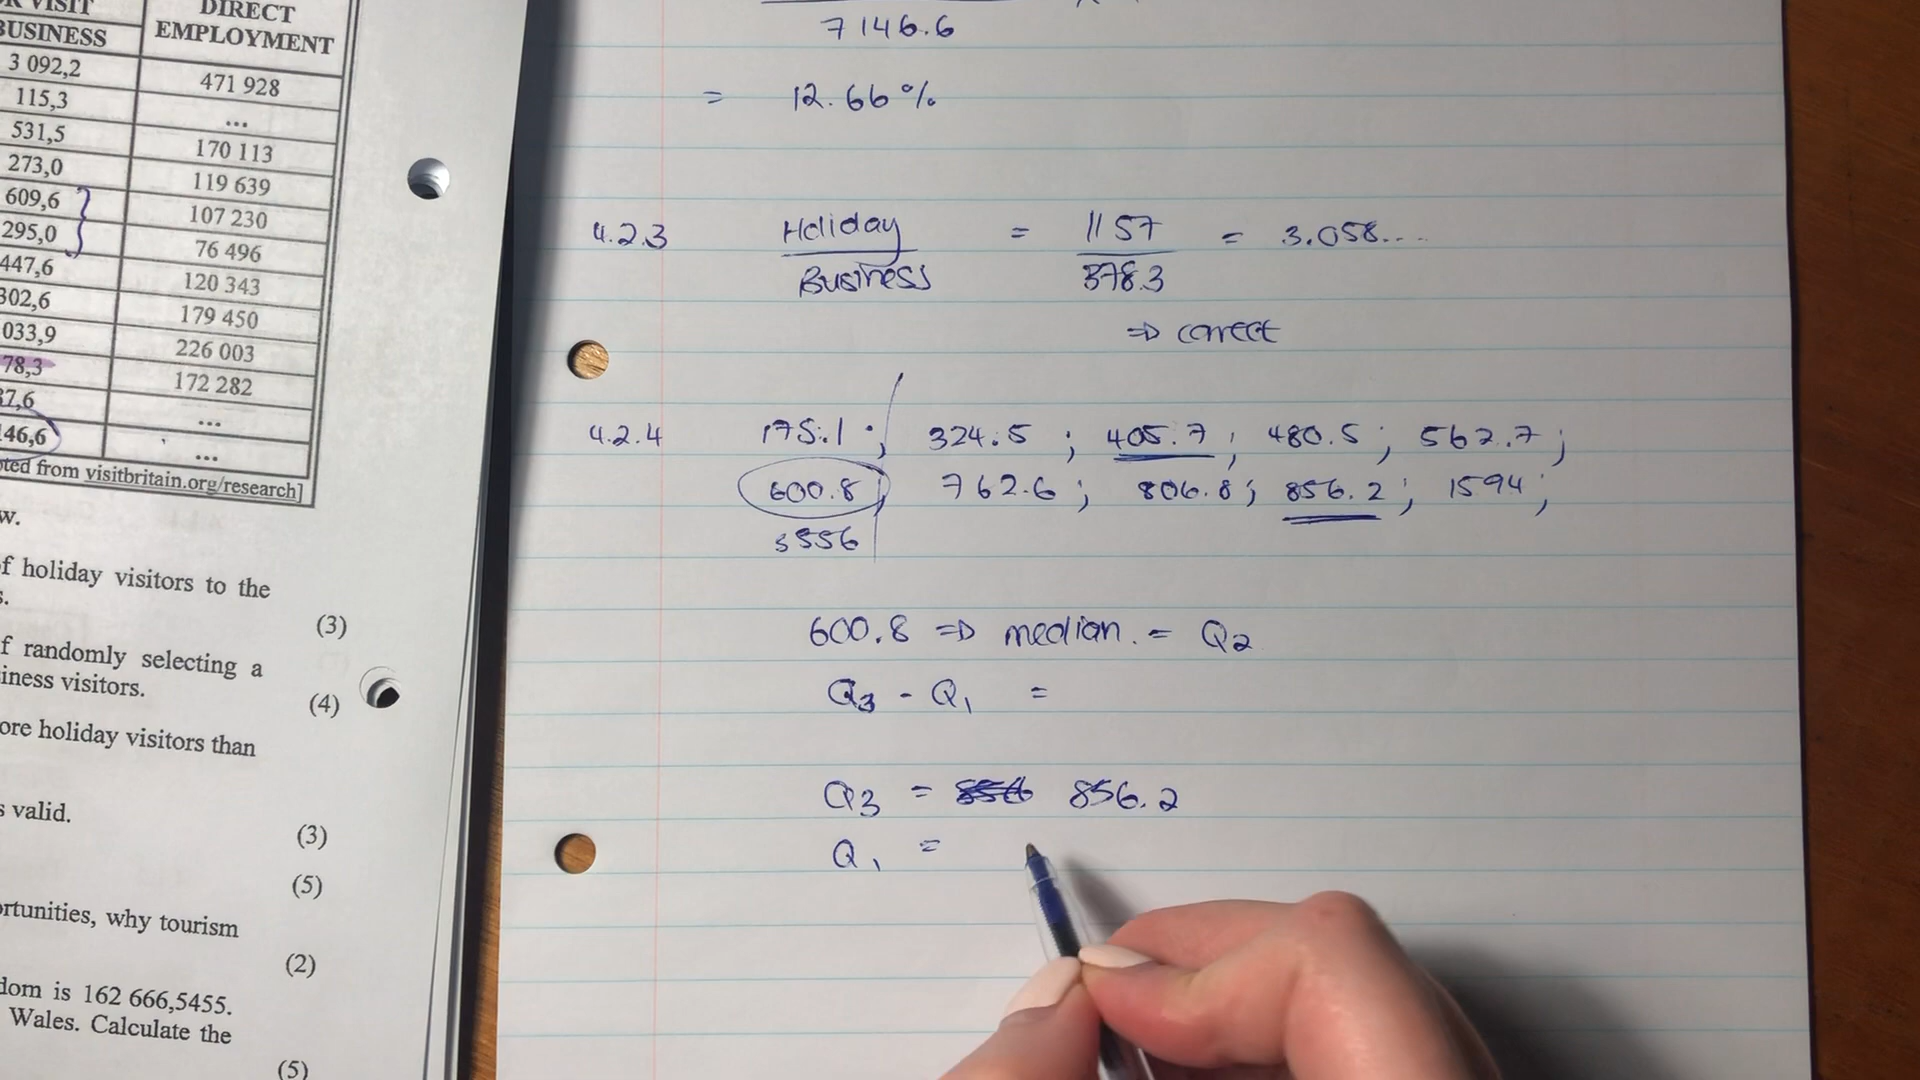 R VISIT
BUSINESS
DIRECT
EMPLOYMENT
3 092,2 471 928
115,3 ...
531,5 170 113
273,0 119 639
609,6 107 230
295,0 76 496
447,6 120 343
302,6 179 450
033,9 226 003
78,3 172 282
37,6 ...
146,6 ...
ted from visitbritain.org/research]
w.
f holiday visitors to the
s.
(3)
f randomly selecting a
iness visitors.
(4)
ore holiday visitors than
s valid.
(3)
(5)
rtunities, why tourism
(2)
dom is 162 666,5455.
Wales. Calculate the
(5)
7146.6
= 12.66%
4.2.3 Holiday = 1157 = 3.058...
Business 378.3
⇒ correct
4.2.4 175.1 ; 324.5 ; 405.7 ; 480.5 ; 562.7 ;
600.8 ; 762.6 ; 806.8 ; 856.2 ; 1594 ;
3556
600.8 ⇒ median. = Q2
Q3 - Q1 =
Q3 = 856.2
Q1 =